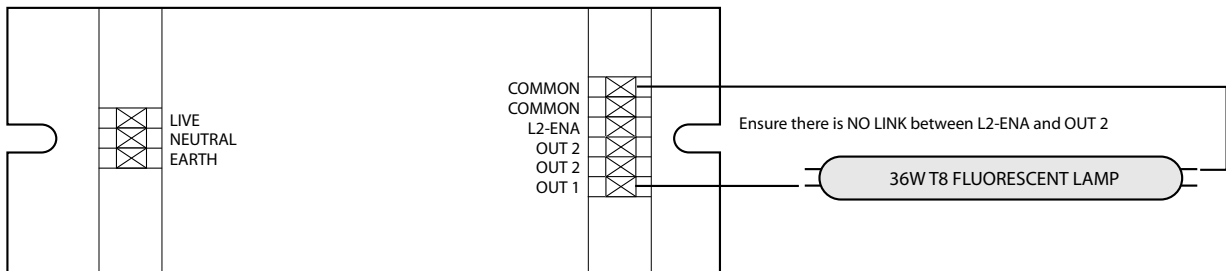 LIVE
NEUTRAL
EARTH
COMMON
COMMON
L2-ENA
OUT 2
OUT 2
OUT 1
Ensure there is NO LINK between L2-ENA and OUT 2
36W T8 FLUORESCENT LAMP